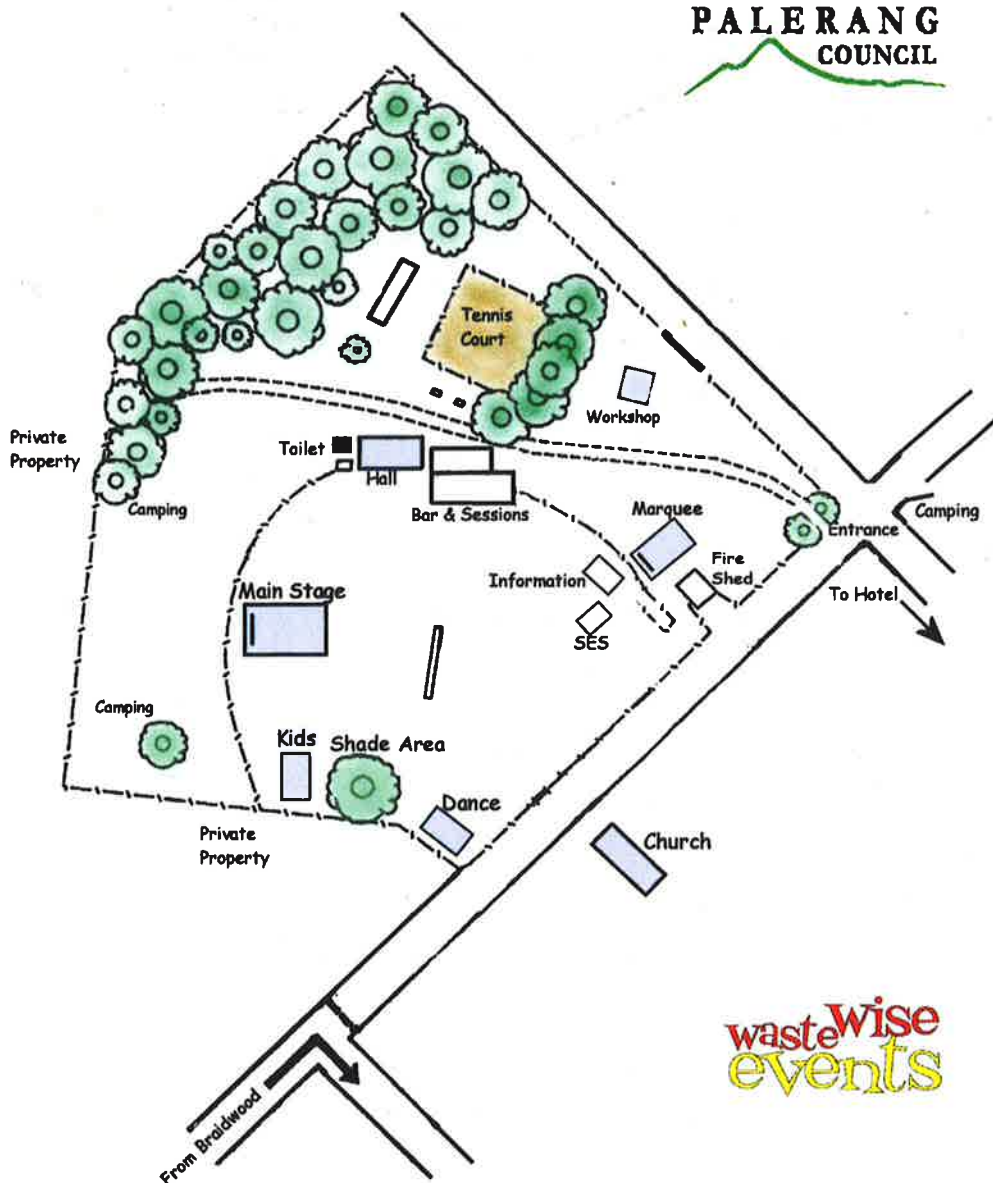 PALERANG
COUNCIL
Tennis
Court
Workshop
Private
Property
Toilet
Hall
Camping
Bar & Sessions
Marquee
Entrance
Camping
Information
Fire
Shed
Main Stage
To Hotel
SES
Camping
Kids
Shade Area
Dance
Private
Property
Church
waste wise
events
From Braidwood